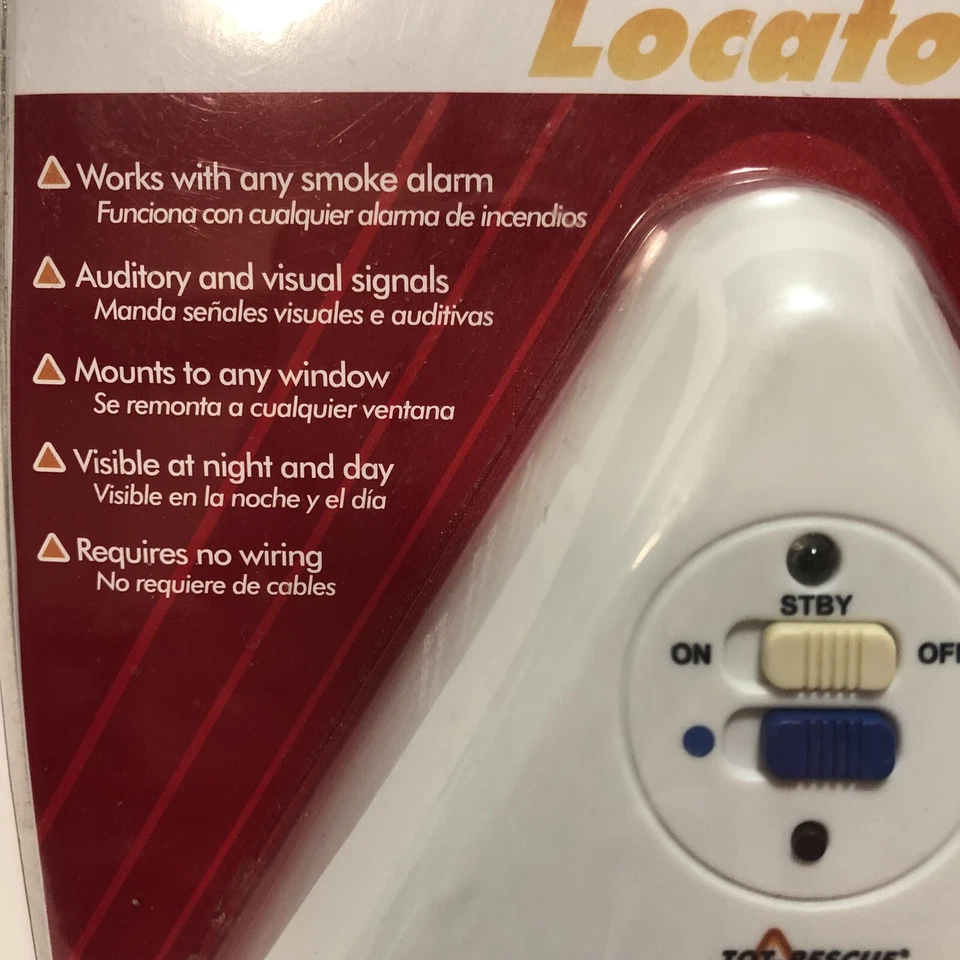 Locato
Works with any smoke alarm
Funciona con cualquier alarma de incendios
Auditory and visual signals
Manda señales visuales e auditivas
Mounts to any window
Se remonta a cualquier ventana
Visible at night and day
Visible en la noche y el día
Requires no wiring
No requiere de cables
STBY
ON OFF
TOT RESCUE®